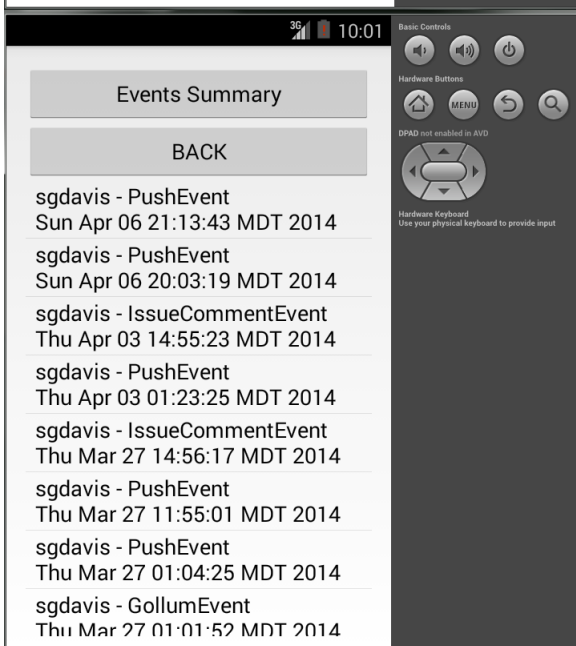 3G 10:01
Events Summary
BACK
sgdavis - PushEvent
Sun Apr 06 21:13:43 MDT 2014
sgdavis - PushEvent
Sun Apr 06 20:03:19 MDT 2014
sgdavis - IssueCommentEvent
Thu Apr 03 14:55:23 MDT 2014
sgdavis - PushEvent
Thu Apr 03 01:23:25 MDT 2014
sgdavis - IssueCommentEvent
Thu Mar 27 14:56:17 MDT 2014
sgdavis - PushEvent
Thu Mar 27 11:55:01 MDT 2014
sgdavis - PushEvent
Thu Mar 27 01:04:25 MDT 2014
sgdavis - GollumEvent
Thu Mar 27 01:01:52 MDT 2014
Basic Controls
Hardware Buttons
MENU
DPAD not enabled in AVD
Hardware Keyboard
Use your physical keyboard to provide input